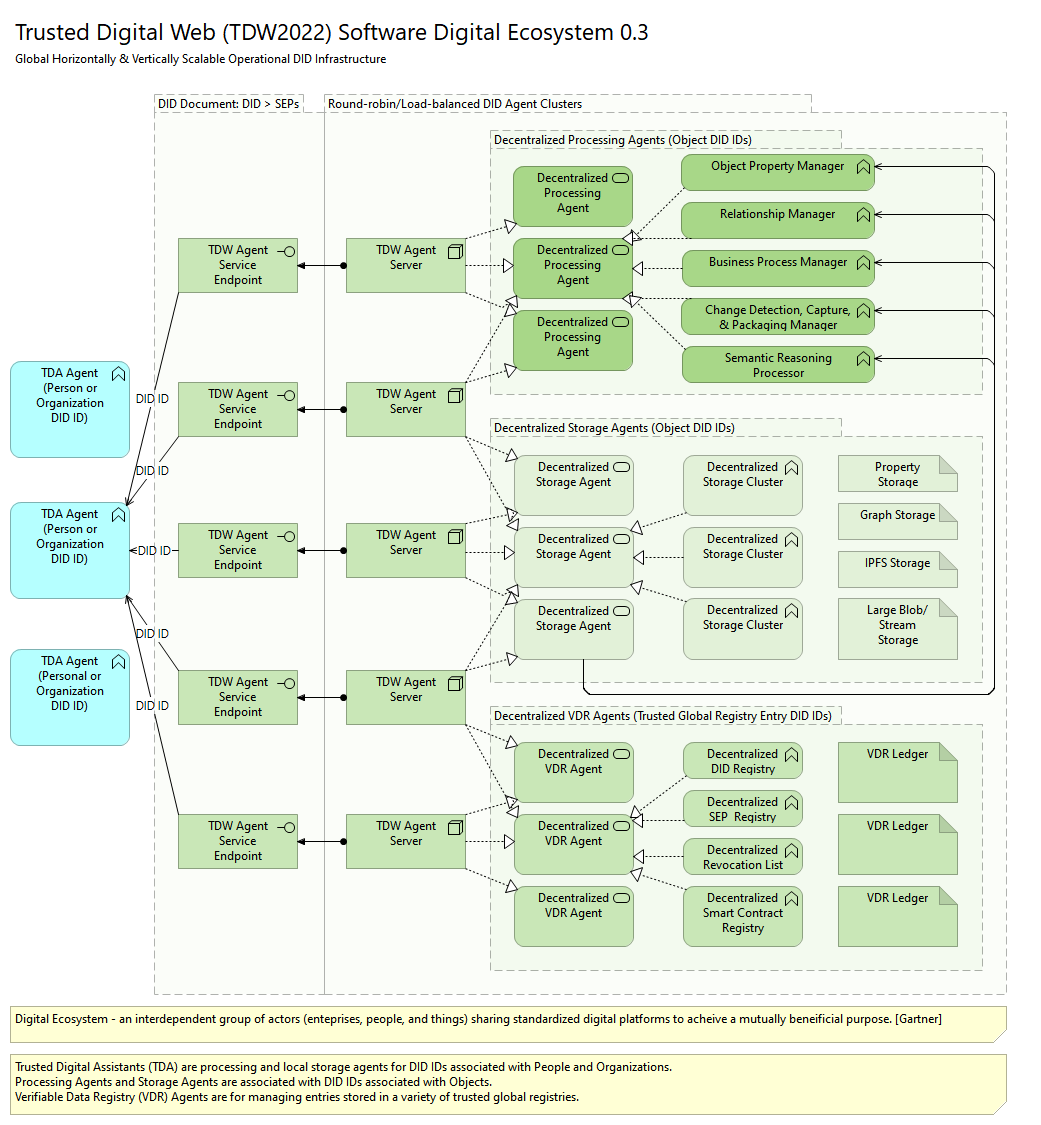 Trusted Digital Web (TDW2022) Software Digital Ecosystem 0.3
Global Horizontally & Vertically Scalable Operational DID Infrastructure
DID Document: DID > SEPs
Round-robin/Load-balanced DID Agent Clusters
Decentralized Processing Agents (Object DID IDs)
Decentralized
Processing
Agent
Decentralized
Processing
Agent
Decentralized
Processing
Agent
Object Property Manager
Relationship Manager
Business Process Manager
Change Detection, Capture,
& Packaging Manager
Semantic Reasoning
Processor
TDW Agent
Service
Endpoint
TDW Agent
Server
TDW Agent
Service
Endpoint
TDW Agent
Server
TDW Agent
Service
Endpoint
TDW Agent
Server
TDW Agent
Service
Endpoint
TDW Agent
Server
TDW Agent
Service
Endpoint
TDW Agent
Server
TDA Agent
(Person or
Organization
DID ID)
TDA Agent
(Person or
Organization
DID ID)
TDA Agent
(Personal or
Organization
DID ID)
DID ID
DID ID
DID ID
DID ID
DID ID
Decentralized Storage Agents (Object DID IDs)
Decentralized
Storage Agent
Decentralized
Storage Agent
Decentralized
Storage Agent
Decentralized
Storage Cluster
Decentralized
Storage Cluster
Decentralized
Storage Cluster
Property
Storage
Graph Storage
IPFS Storage
Large Blob/
Stream
Storage
Decentralized VDR Agents (Trusted Global Registry Entry DID IDs)
Decentralized
VDR Agent
Decentralized
VDR Agent
Decentralized
VDR Agent
Decentralized
DID Registry
Decentralized
SEP  Registry
Decentralized
Revocation List
Decentralized
Smart Contract
Registry
VDR Ledger
VDR Ledger
VDR Ledger
Digital Ecosystem - an interdependent group of actors (enteprises, people, and things) sharing standardized digital platforms to acheive a mutually beneificial purpose. [Gartner]
Trusted Digital Assistants (TDA) are processing and local storage agents for DID IDs associated with People and Organizations.
Processing Agents and Storage Agents are associated with DID IDs associated with Objects.
Verifiable Data Registry (VDR) Agents are for managing entries stored in a variety of trusted global registries.